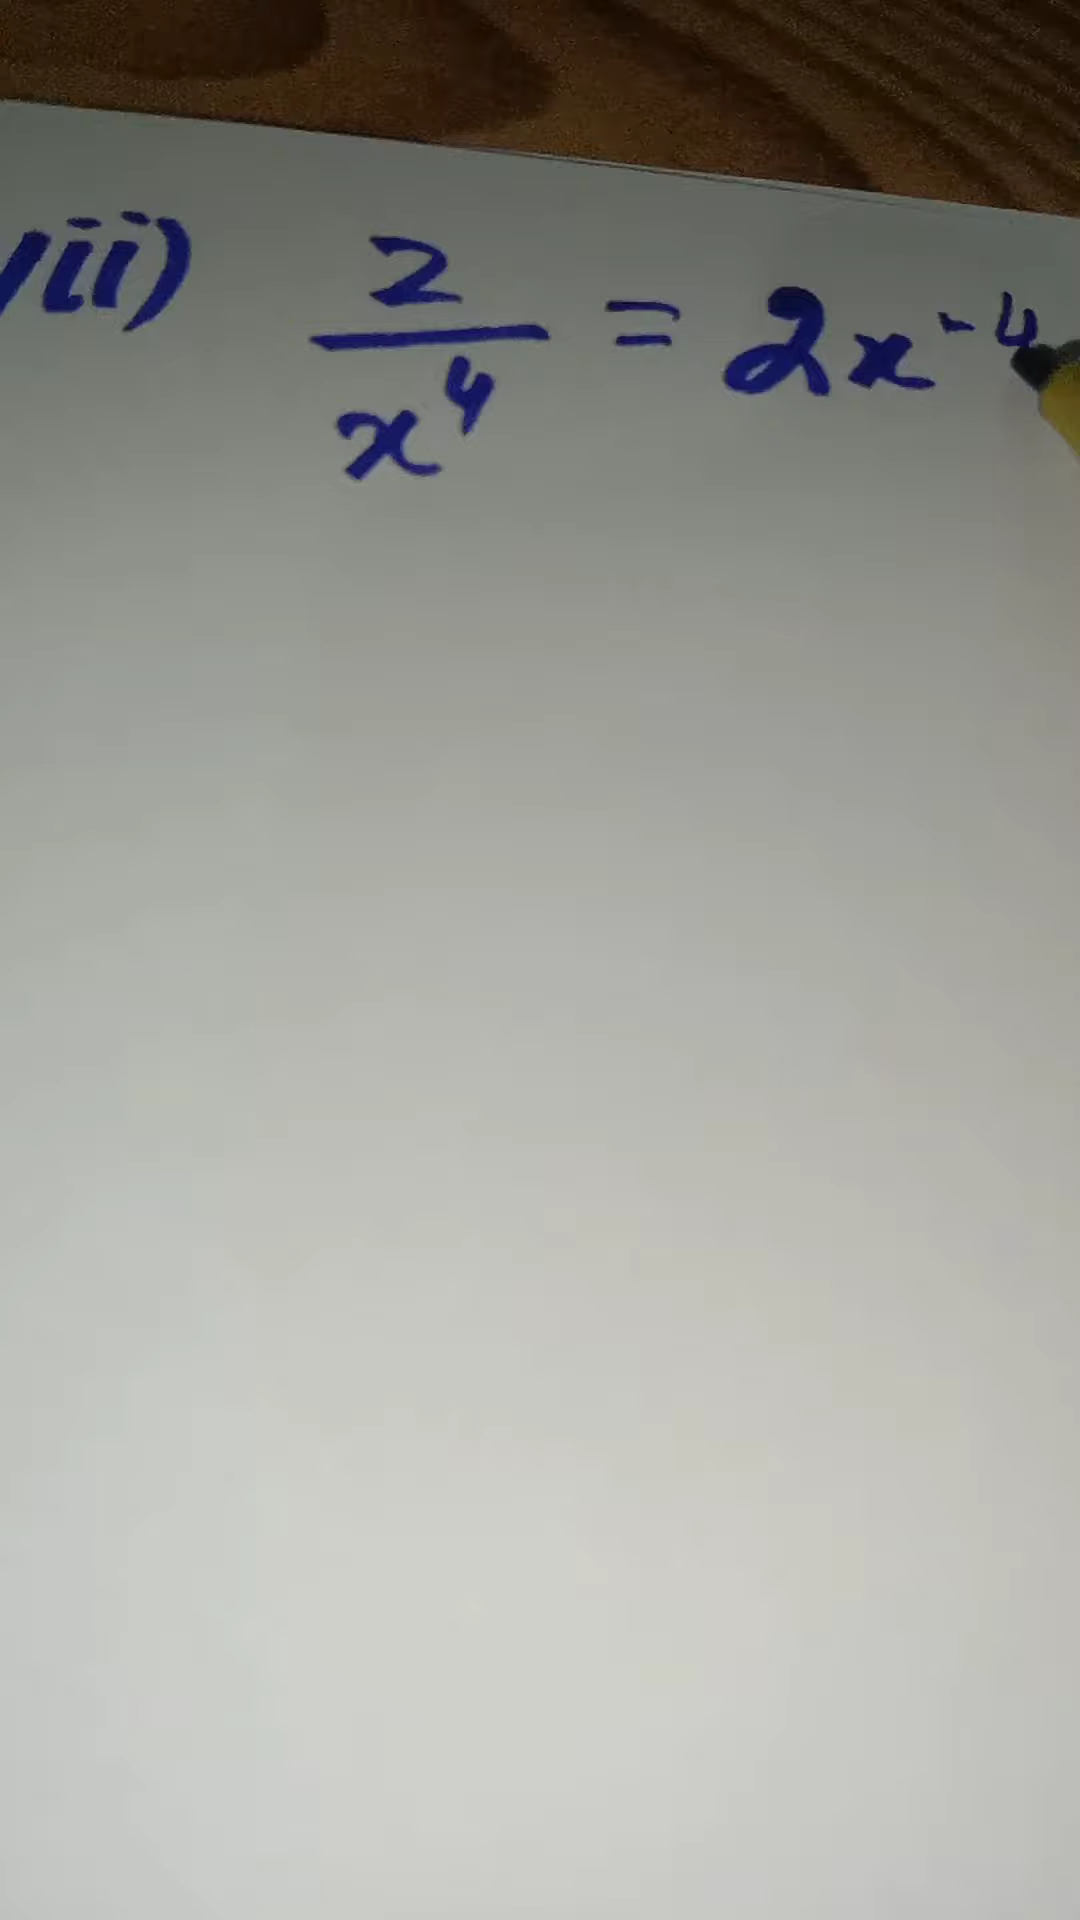 ii) 2/x⁴ = 2x⁻⁴